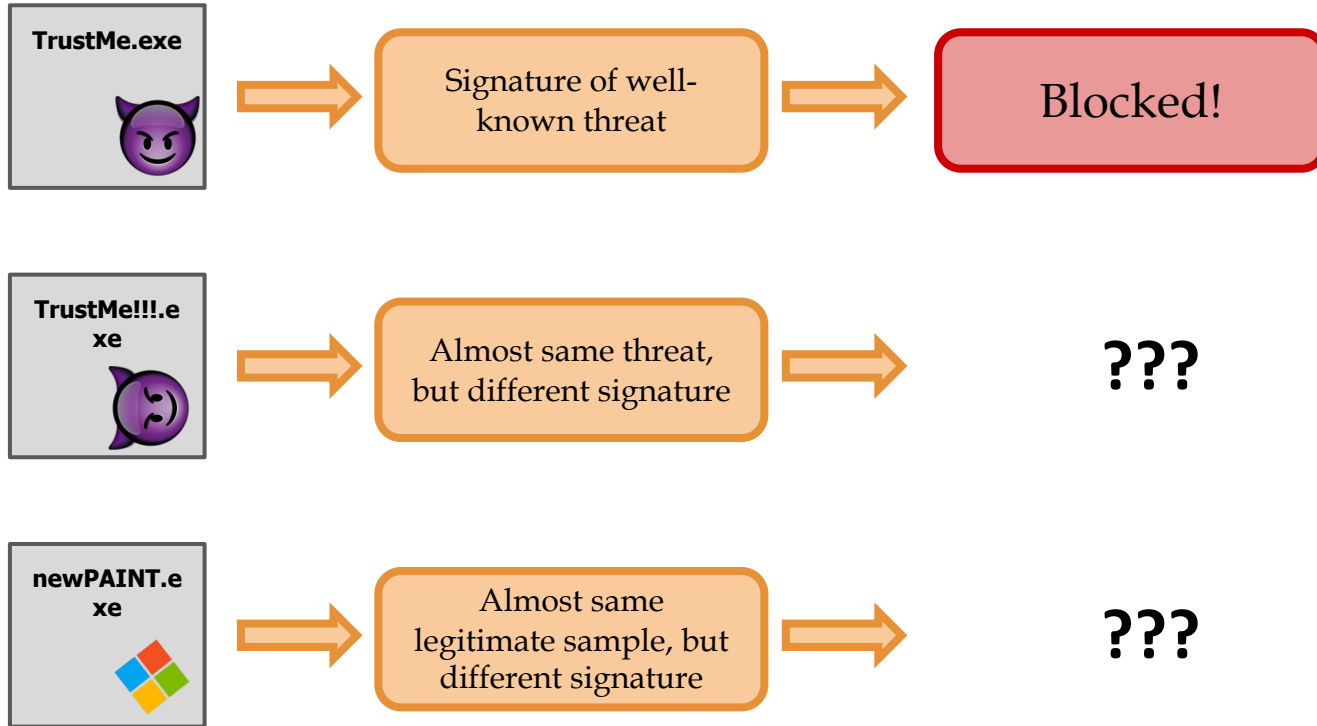 TrustMe.exe
Signature of well-
known threat
Blocked!
TrustMe!!!.e
xe
Almost same threat,
but different signature
???
newPAINT.e
xe
Almost same
legitimate sample, but
different signature
???